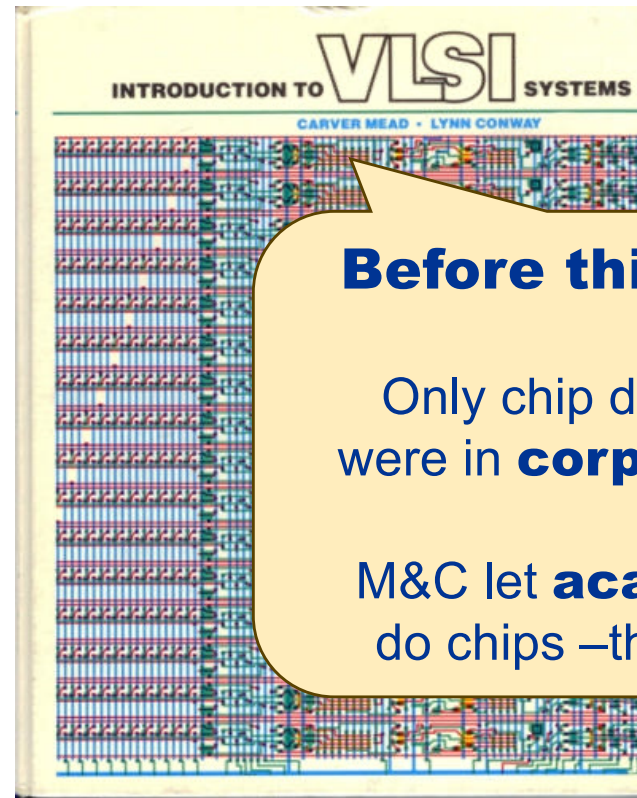 INTRODUCTION TO VLSI SYSTEMS
CARVER MEAD • LYNN CONWAY
Before thi
Only chip d
were in corp
M&C let aca
do chips –th